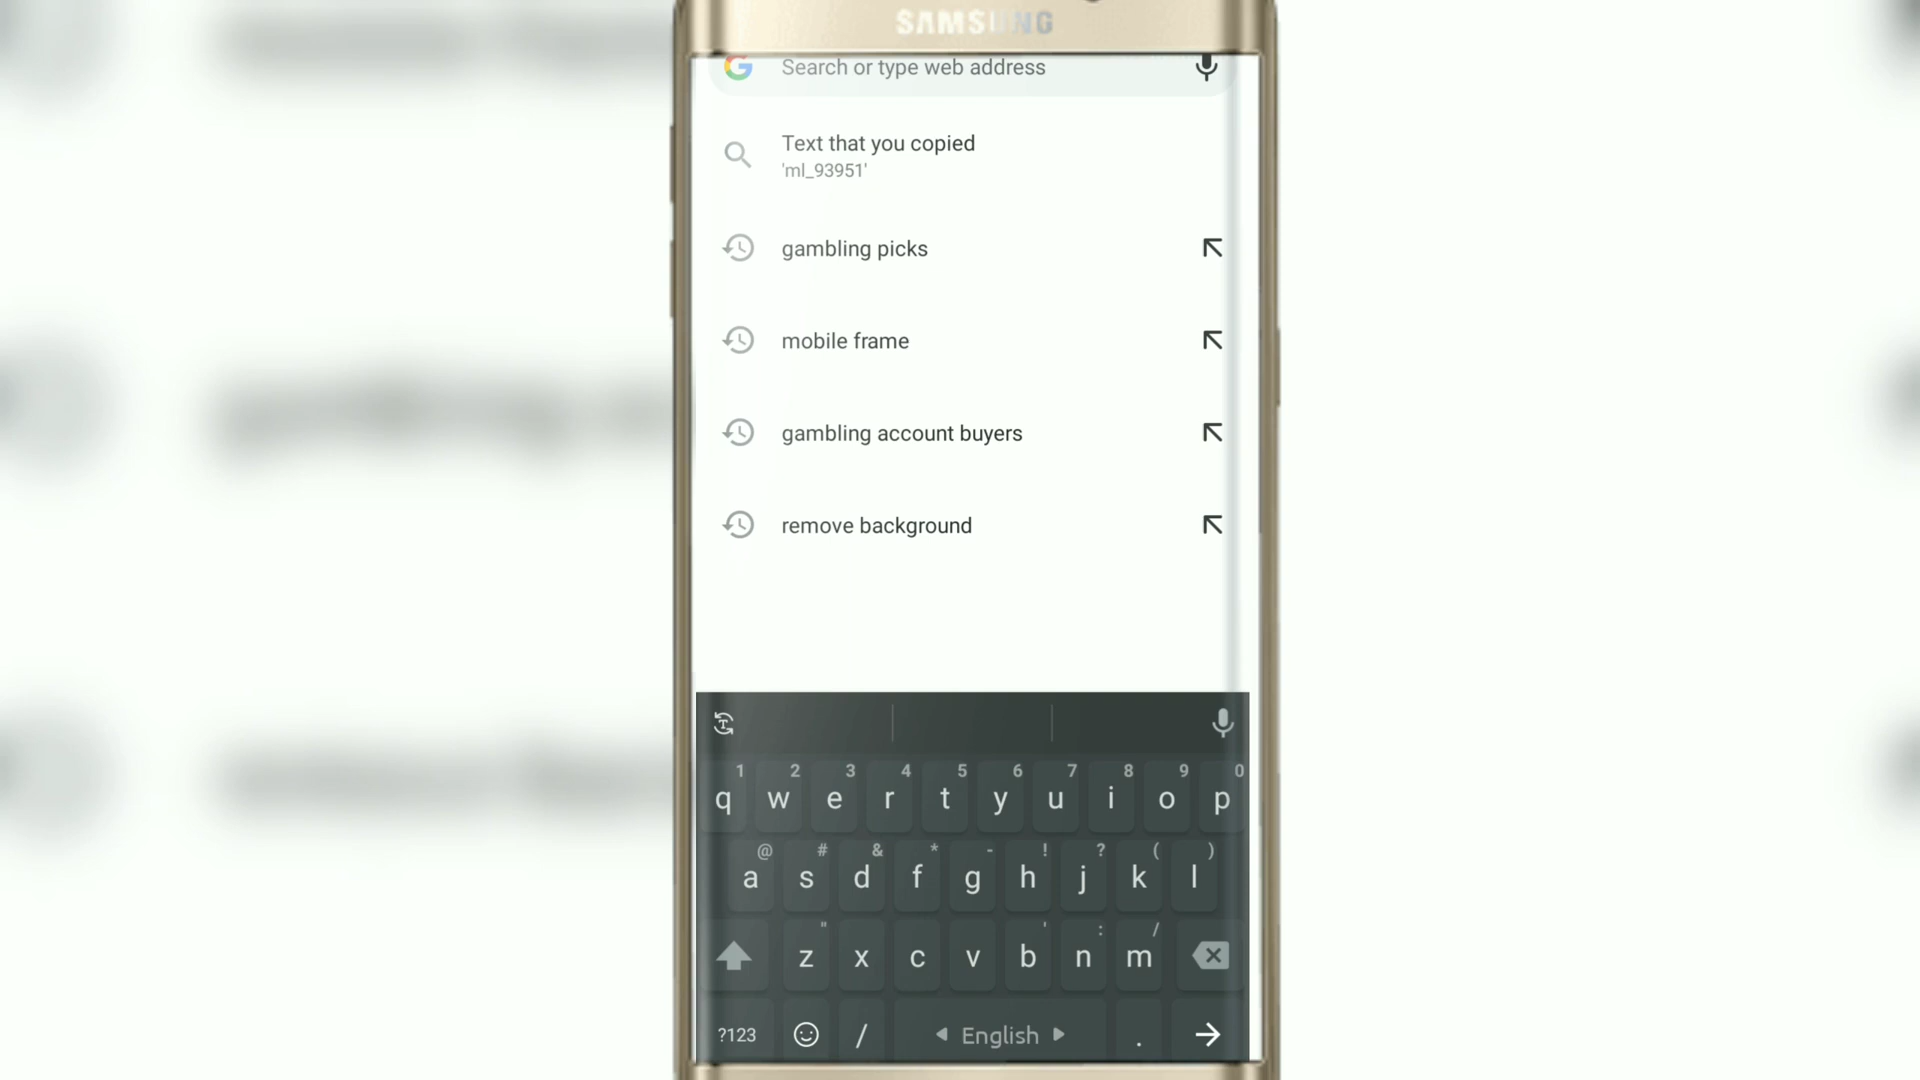 SAMSUNG
Search or type web address
Text that you copied
'ml_93951'
gambling picks
mobile frame
gambling account buyers
remove background
1 2 3 4 5 6 7 8 9 0
q w e r t y u i o p
@ # & * - ! ? ( )
a s d f g h j k l
" ' : /
z x c v b n m
?123 / English .